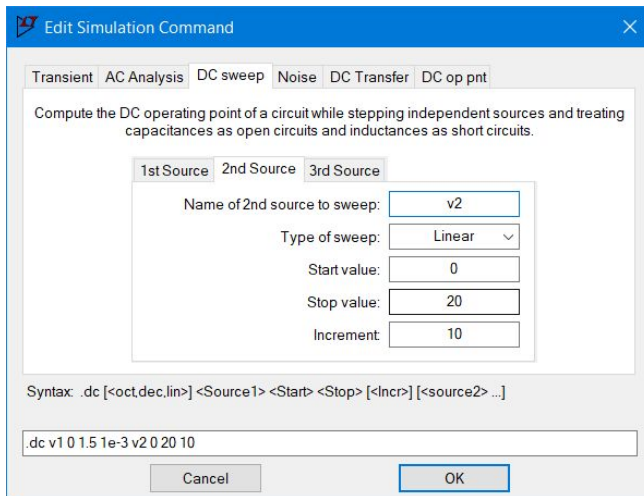 Edit Simulation Command
Transient AC Analysis DC sweep Noise DC Transfer DC op pnt
Compute the DC operating point of a circuit while stepping independent sources and treating
capacitances as open circuits and inductances as short circuits.
1st Source 2nd Source 3rd Source
Name of 2nd source to sweep: v2
Type of sweep: Linear
Start value: 0
Stop value: 20
Increment: 10
Syntax: .dc [<oct,dec,lin>] <Source1> <Start> <Stop> [<Incr>] [<source2> ...]
.dc v1 0 1.5 1e-3 v2 0 20 10
Cancel OK